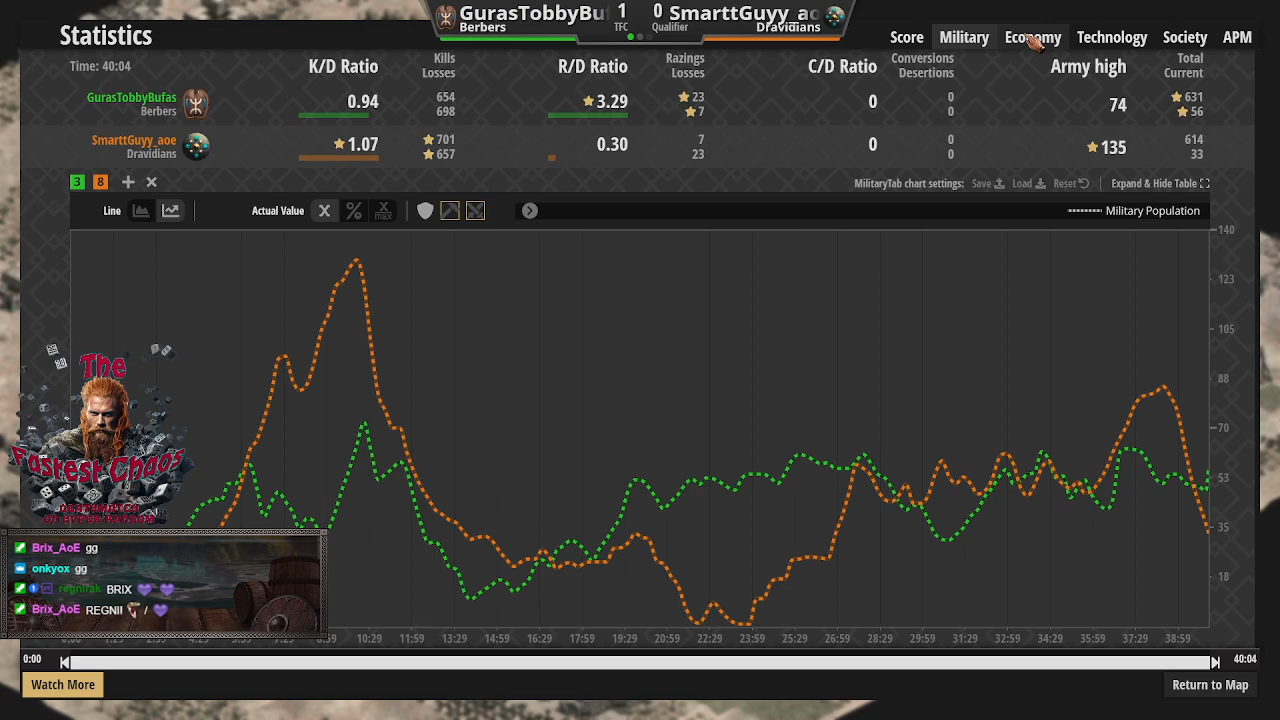 GurasTobbyBu 1 0 SmarttGuyy_ao
Berbers TFC Qualifier Dravidians
Statistics
Score Military Economy Technology Society APM
Time: 40:04 K/D Ratio Kills Losses R/D Ratio Razings Losses C/D Ratio Conversions Desertions Army high Total Current
GurasTobbyBufas 0.94 654 3.29 23 0 0 74 631
Berbers 698 7 0 56
SmarttGuyy_aoe 1.07 701 0.30 7 0 0 135 614
Dravidians 657 23 0 33
3 8 MilitaryTab chart settings: Save Load Reset Expand & Hide Table
Line Actual Value X % X max Military Population
140
123
105
88
70
53
35
18
The
Fastest Chaos
Brix_AoE gg
onkyox gg
regnirak BRIX
Brix_AoE REGNII /
10:29 11:59 13:29 14:59 16:29 17:59 19:29 20:59 22:29 23:59 25:29 26:59 28:29 29:59 31:29 32:59 34:29 35:59 37:29 38:59
0:00 40:04
Watch More Return to Map